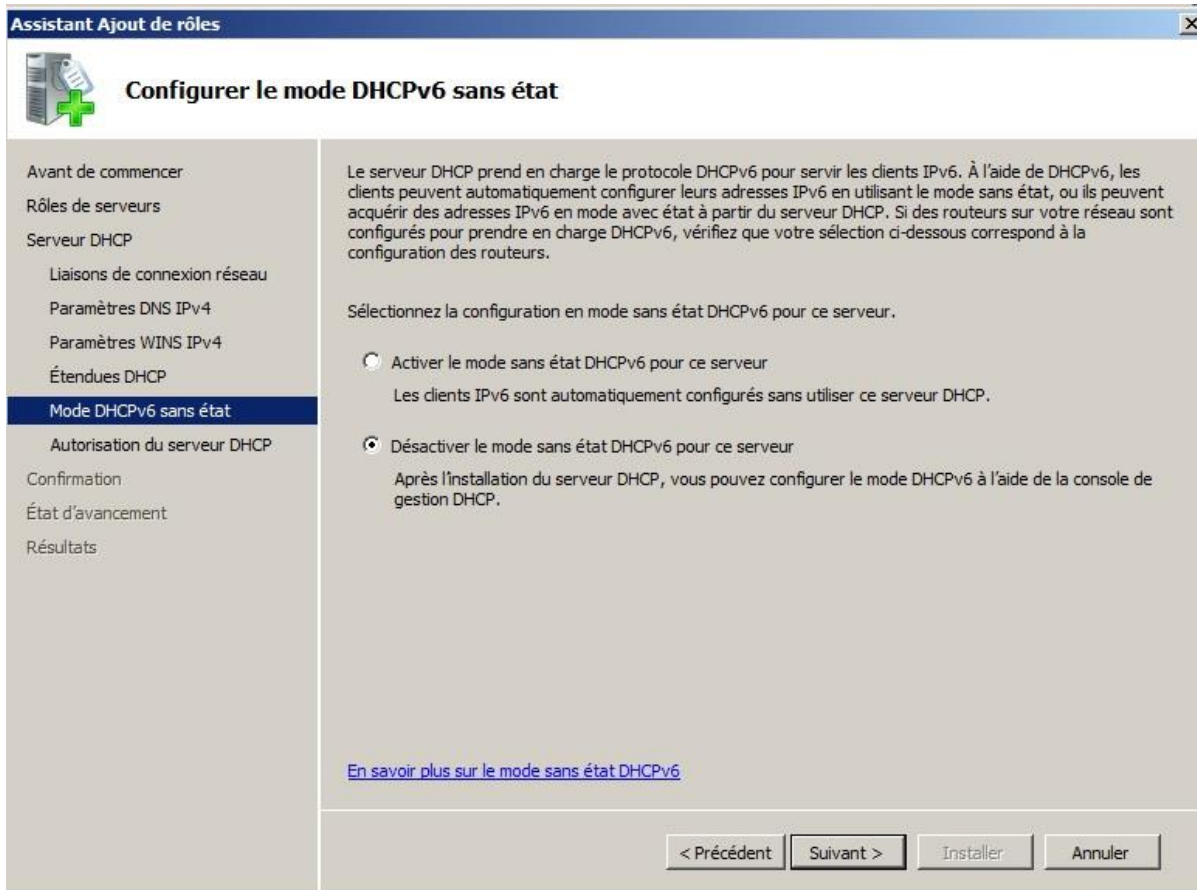 Assistant Ajout de rôles
Configurer le mode DHCPv6 sans état
Avant de commencer
Rôles de serveurs
Serveur DHCP
Liaisons de connexion réseau
Paramètres DNS IPv4
Paramètres WINS IPv4
Étendues DHCP
Mode DHCPv6 sans état
Autorisation du serveur DHCP
Confirmation
État d'avancement
Résultats
Le serveur DHCP prend en charge le protocole DHCPv6 pour servir les clients IPv6. À l'aide de DHCPv6, les
clients peuvent automatiquement configurer leurs adresses IPv6 en utilisant le mode sans état, ou ils peuvent
acquérir des adresses IPv6 en mode avec état à partir du serveur DHCP. Si des routeurs sur votre réseau sont
configurés pour prendre en charge DHCPv6, vérifiez que votre sélection ci-dessous correspond à la
configuration des routeurs.
Sélectionnez la configuration en mode sans état DHCPv6 pour ce serveur.
Activer le mode sans état DHCPv6 pour ce serveur
Les clients IPv6 sont automatiquement configurés sans utiliser ce serveur DHCP.
Désactiver le mode sans état DHCPv6 pour ce serveur
Après l'installation du serveur DHCP, vous pouvez configurer le mode DHCPv6 à l'aide de la console de
gestion DHCP.
En savoir plus sur le mode sans état DHCPv6
< Précédent
Suivant >
Installer
Annuler